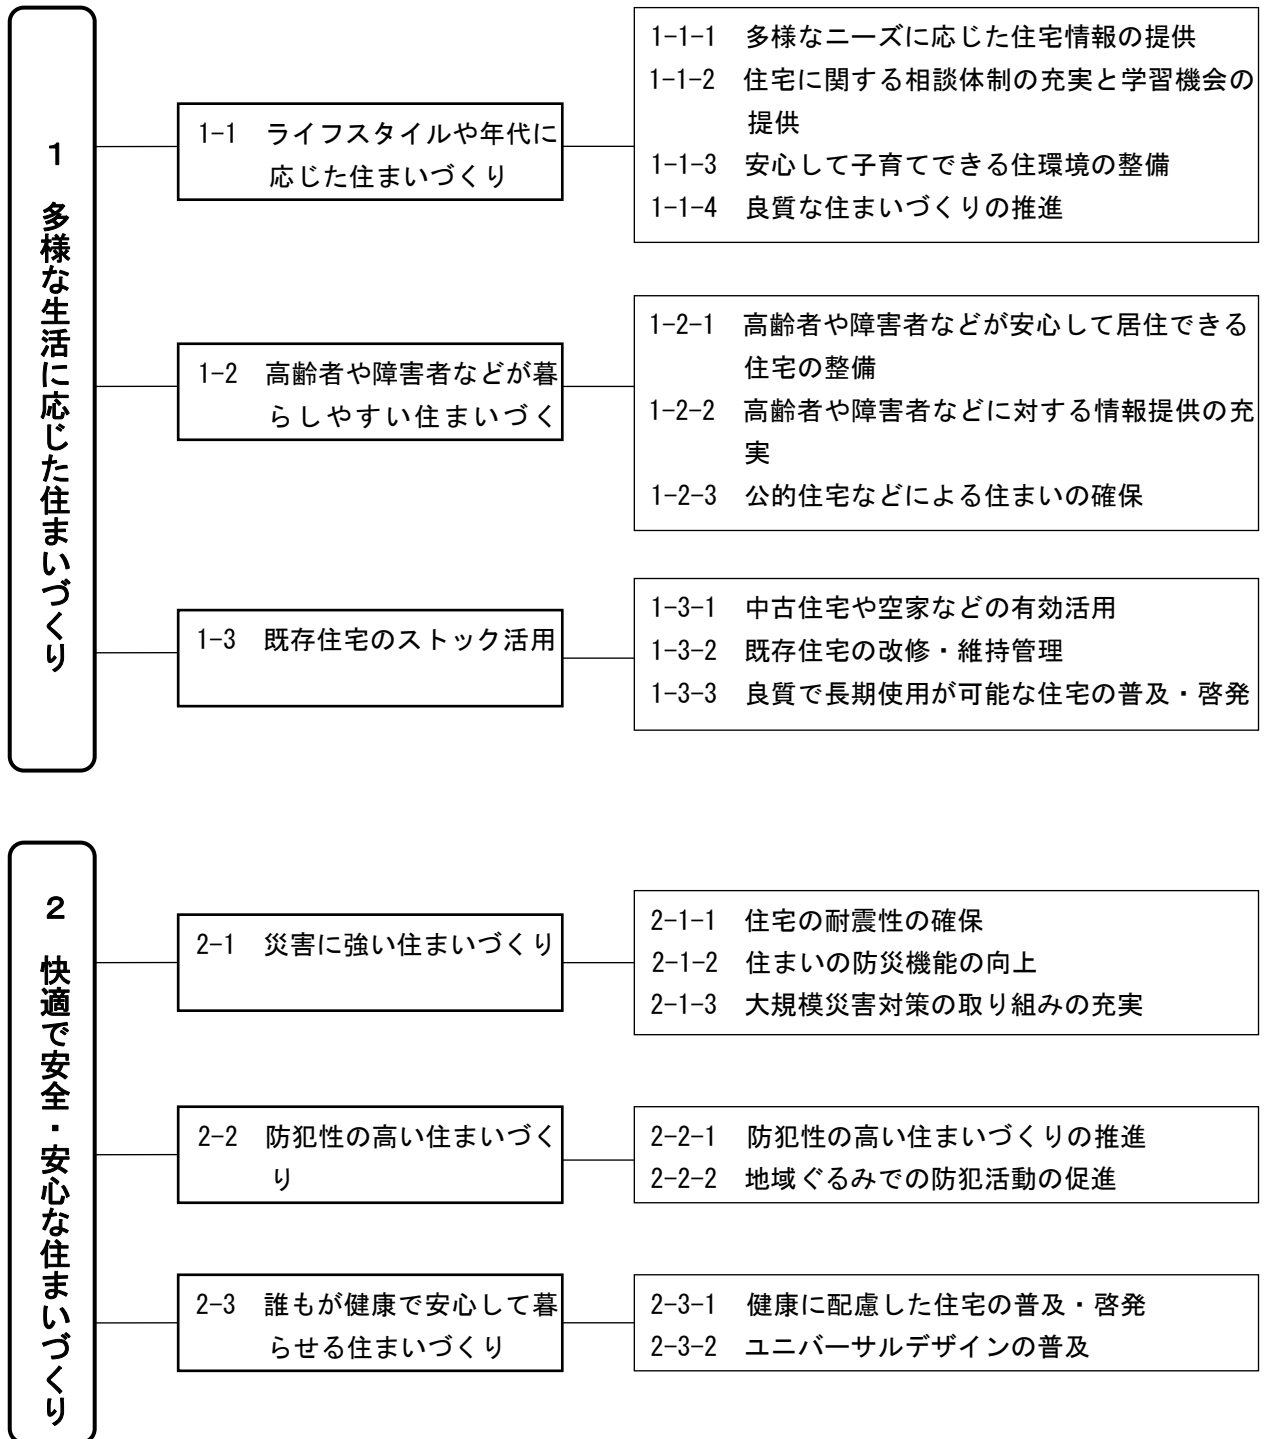 1　多様な生活に応じた住まいづくり
1-1　ライフスタイルや年代に
応じた住まいづくり
1-1-1　多様なニーズに応じた住宅情報の提供
1-1-2　住宅に関する相談体制の充実と学習機会の
提供
1-1-3　安心して子育てできる住環境の整備
1-1-4　良質な住まいづくりの推進
1-2　高齢者や障害者などが暮
らしやすい住まいづく
1-2-1　高齢者や障害者などが安心して居住できる
住宅の整備
1-2-2　高齢者や障害者などに対する情報提供の充
実
1-2-3　公的住宅などによる住まいの確保
1-3　既存住宅のストック活用
1-3-1　中古住宅や空家などの有効活用
1-3-2　既存住宅の改修・維持管理
1-3-3　良質で長期使用が可能な住宅の普及・啓発
2　快適で安全・安心な住まいづくり
2-1　災害に強い住まいづくり
2-1-1　住宅の耐震性の確保
2-1-2　住まいの防災機能の向上
2-1-3　大規模災害対策の取り組みの充実
2-2　防犯性の高い住まいづく
り
2-2-1　防犯性の高い住まいづくりの推進
2-2-2　地域ぐるみでの防犯活動の促進
2-3　誰もが健康で安心して暮
らせる住まいづくり
2-3-1　健康に配慮した住宅の普及・啓発
2-3-2　ユニバーサルデザインの普及